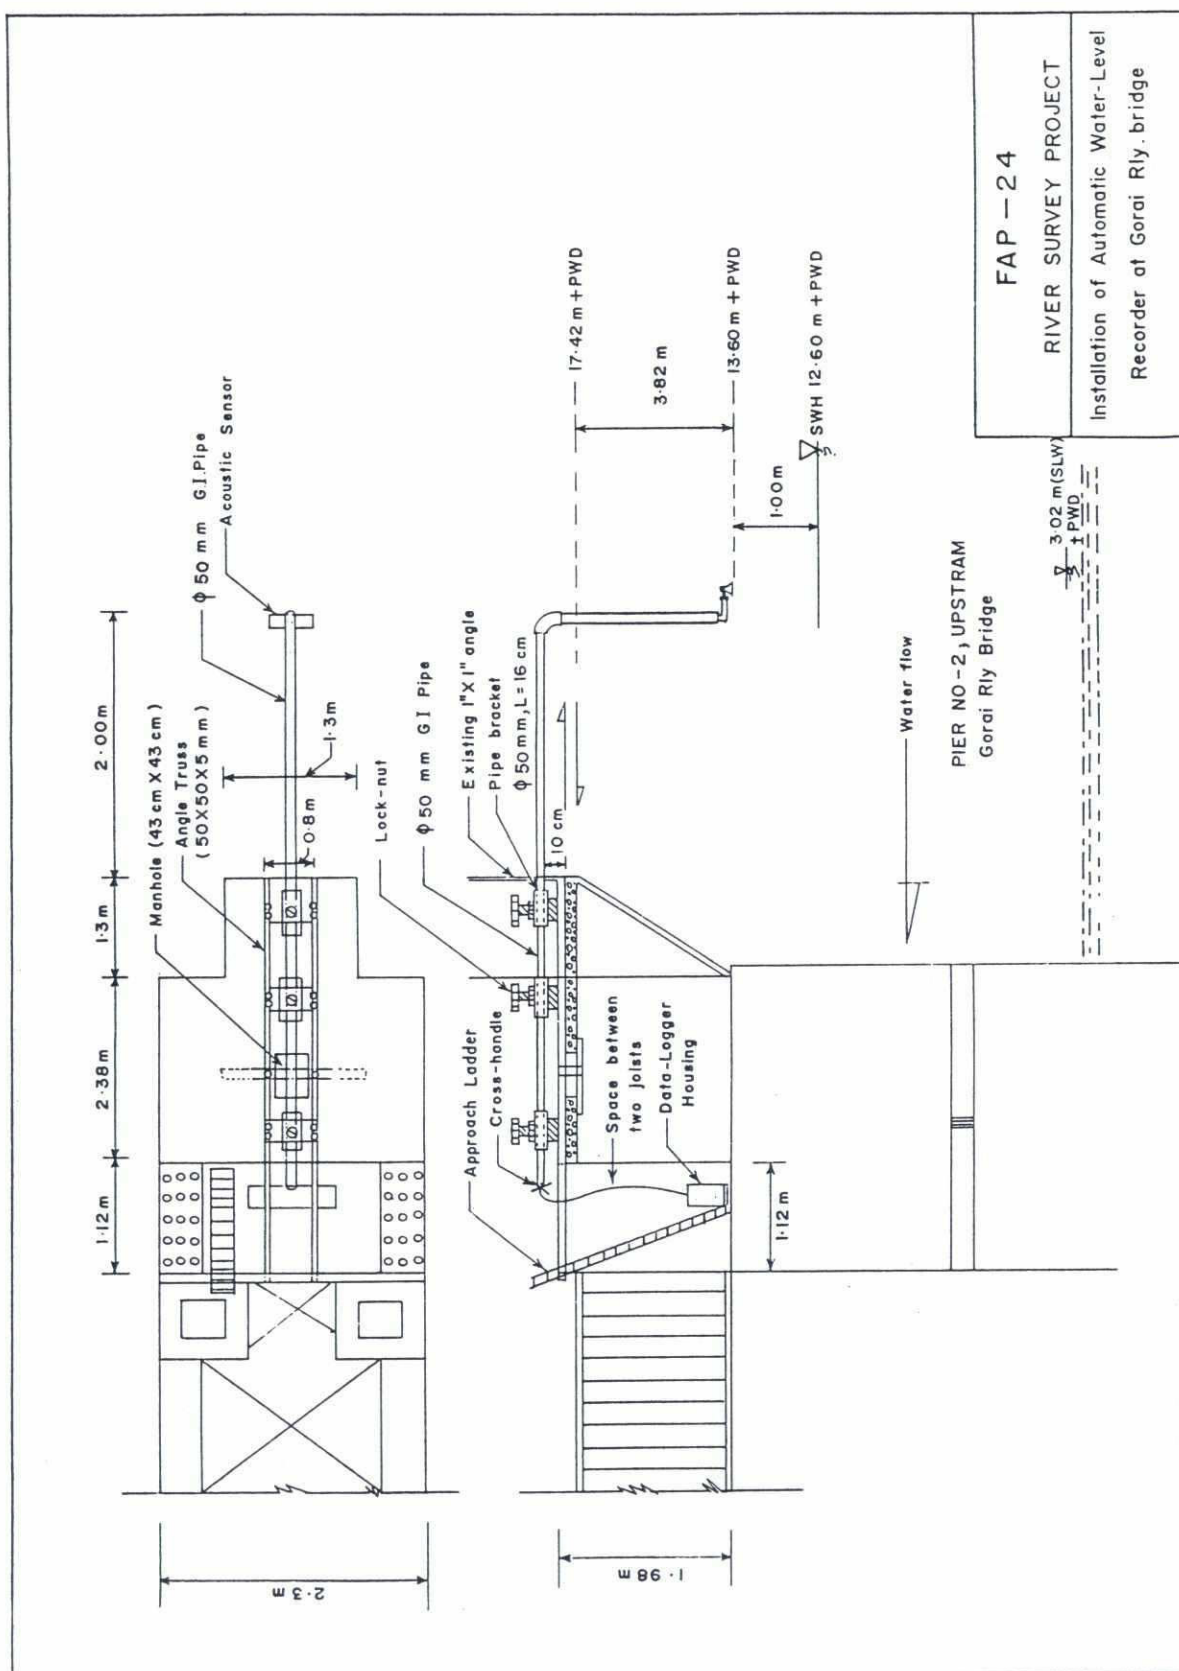 2·00m
1·3m
2·38m
1·12m
2·3 m
ϕ 50 mm G.I.Pipe
Acoustic Sensor
1·3m
0·8m
Manhole (43 cm X 43 cm)
Angle Truss
(50X50X5 mm)
Lock-nut
ϕ 50 mm G I Pipe
Existing 1"X 1" angle
Pipe bracket
ϕ 50 mm, L = 16 cm
10 cm
Approach Ladder
Cross-handle
Space between
two joists
Data-Logger
Housing
1·12 m
1·98 m
17·42 m +PWD
3·82 m
13·60 m + PWD
1·00m
SWH 12·60 m +PWD
Water flow
PIER NO -2, UPSTRAM
Gorai Rly Bridge
3·02 m (SLW)
± PWD
FAP - 24
RIVER SURVEY PROJECT
Installation of Automatic Water-Level
Recorder at Gorai Rly. bridge